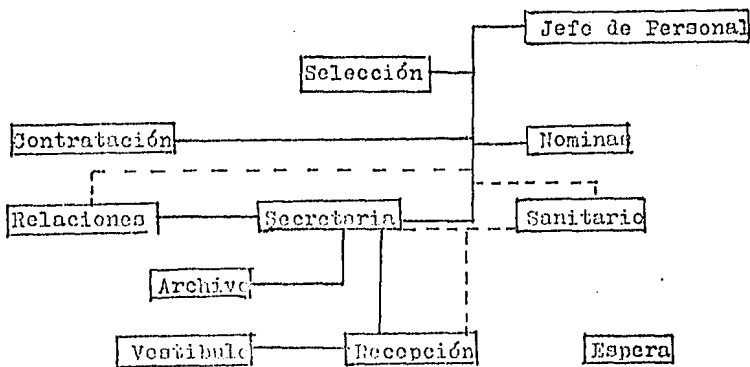 Jefe de Personal
Selección
Contratación
Nominas
Relaciones
Secretaria
Sanitario
Archivo
Vestibulo
Recepción
Espera